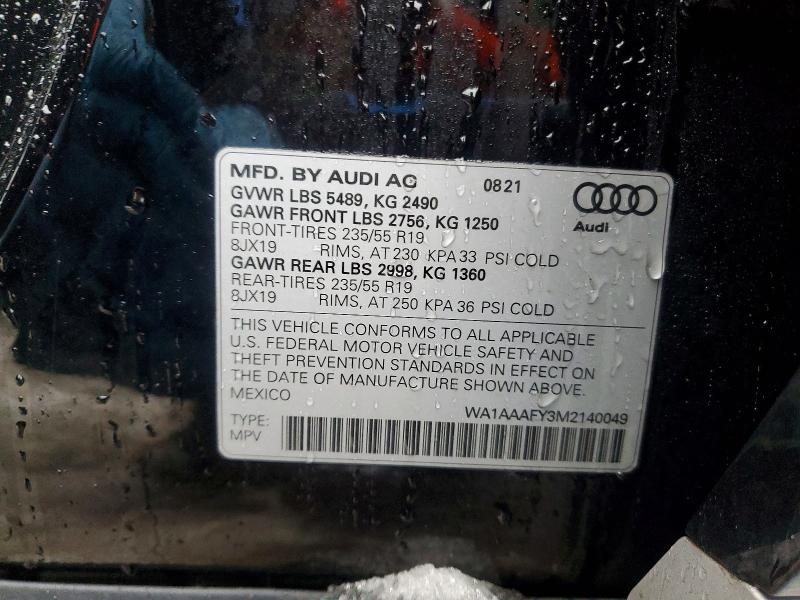 MFD. BY AUDI AG 0821
GVWR LBS 5489, KG 2490
GAWR FRONT LBS 2756, KG 1250
FRONT-TIRES 235/55 R19
8JX19 RIMS, AT 230 KPA 33 PSI COLD
GAWR REAR LBS 2998, KG 1360
REAR-TIRES 235/55 R19
8JX19 RIMS, AT 250 KPA 36 PSI COLD
Audi
THIS VEHICLE CONFORMS TO ALL APPLICABLE
U.S. FEDERAL MOTOR VEHICLE SAFETY AND
THEFT PREVENTION STANDARDS IN EFFECT ON
THE DATE OF MANUFACTURE SHOWN ABOVE.
MEXICO
WA1AAAFY3M2140049
TYPE:
MPV